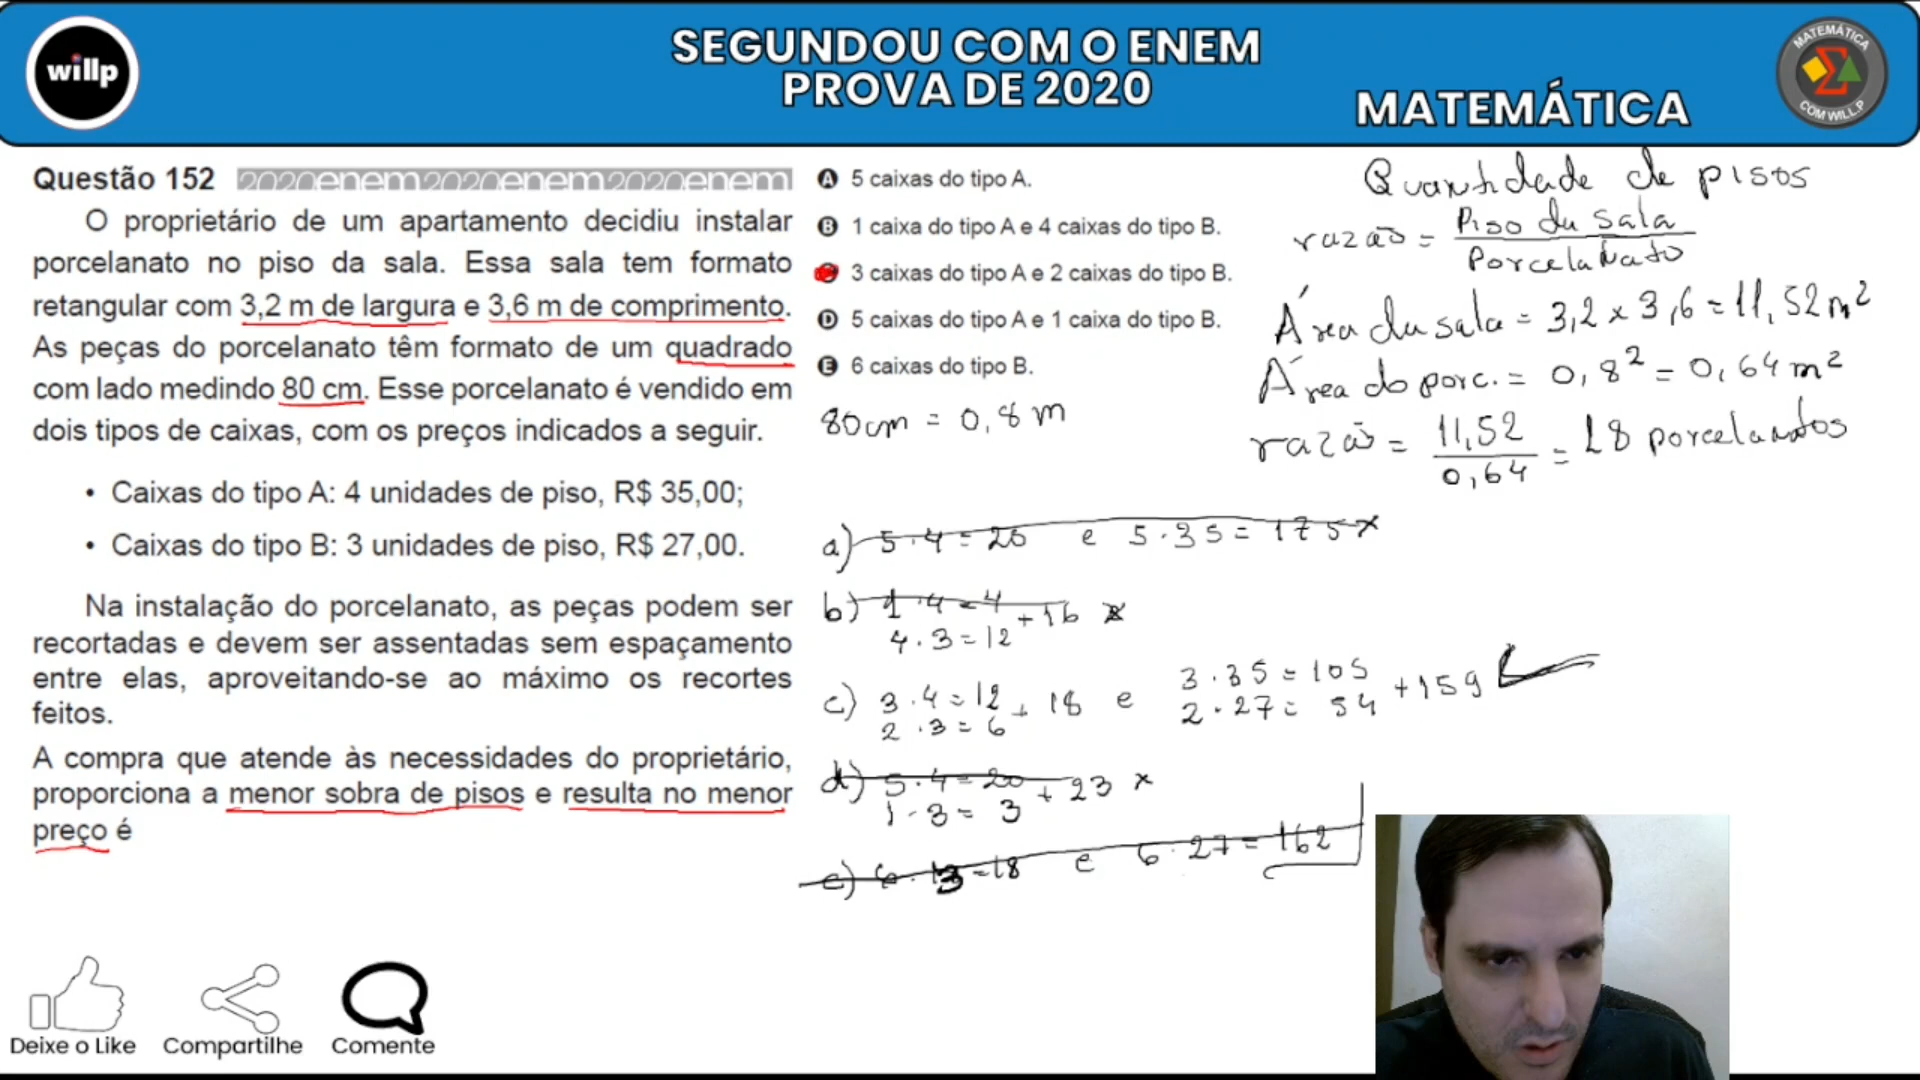 willp
SEGUNDOU COM O ENEM
PROVA DE 2020
MATEMÁTICA
MATEMÁTICA
COM WILL.P
Questão 152 2020enem2020enem2020enem
O proprietário de um apartamento decidiu instalar
porcelanato no piso da sala. Essa sala tem formato
retangular com 3,2 m de largura e 3,6 m de comprimento.
As peças do porcelanato têm formato de um quadrado
com lado medindo 80 cm. Esse porcelanato é vendido em
dois tipos de caixas, com os preços indicados a seguir.
• Caixas do tipo A: 4 unidades de piso, R$ 35,00;
• Caixas do tipo B: 3 unidades de piso, R$ 27,00.
Na instalação do porcelanato, as peças podem ser
recortadas e devem ser assentadas sem espaçamento
entre elas, aproveitando-se ao máximo os recortes
feitos.
A compra que atende às necessidades do proprietário,
proporciona a menor sobra de pisos e resulta no menor
preço é
A 5 caixas do tipo A.
B 1 caixa do tipo A e 4 caixas do tipo B.
3 caixas do tipo A e 2 caixas do tipo B.
D 5 caixas do tipo A e 1 caixa do tipo B.
E 6 caixas do tipo B.
80cm = 0,8 m
Quantidade de pisos
razão = Piso da sala
Porcelanato
Área da sala = 3,2 x 3,6 = 11,52 m²
Área do porc. = 0,8² = 0,64 m²
razão = 11,52 = 18 porcelanatos
0,64
a) 5 . 4 = 20 e 5 . 35 = 175 x
b) 1 . 4 = 4 + 16 x
4 . 3 = 12
c) 3 . 4 = 12 + 18 e 3 . 35 = 105 + 159
2 . 3 = 6 2 . 27 = 54
d) 5 . 4 = 20 + 23 x
1 . 3 = 3
e) 6 . 3 = 18 e 6 . 27 = 162
Deixe o Like
Compartilhe
Comente